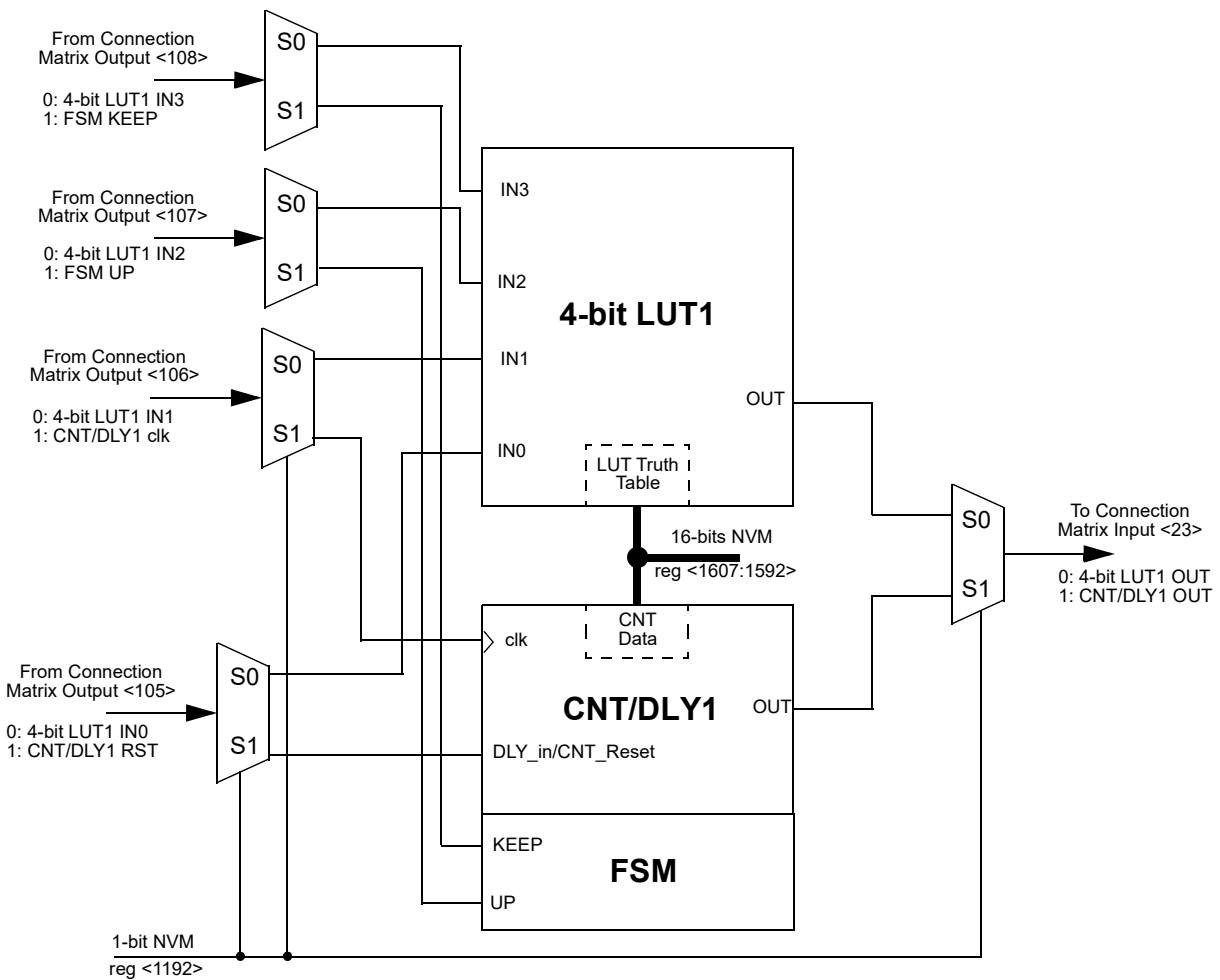 From Connection
Matrix Output <108>
0: 4-bit LUT1 IN3
1: FSM KEEP
S0
S1
From Connection
Matrix Output <107>
0: 4-bit LUT1 IN2
1: FSM UP
S0
S1
From Connection
Matrix Output <106>
0: 4-bit LUT1 IN1
1: CNT/DLY1 clk
S0
S1
From Connection
Matrix Output <105>
0: 4-bit LUT1 IN0
1: CNT/DLY1 RST
S0
S1
IN3
IN2
IN1
IN0
4-bit LUT1
OUT
LUT Truth
Table
16-bits NVM
reg <1607:1592>
CNT
Data
clk
CNT/DLY1
OUT
DLY_in/CNT_Reset
KEEP
FSM
UP
S0
S1
To Connection
Matrix Input <23>
0: 4-bit LUT1 OUT
1: CNT/DLY1 OUT
1-bit NVM
reg <1192>